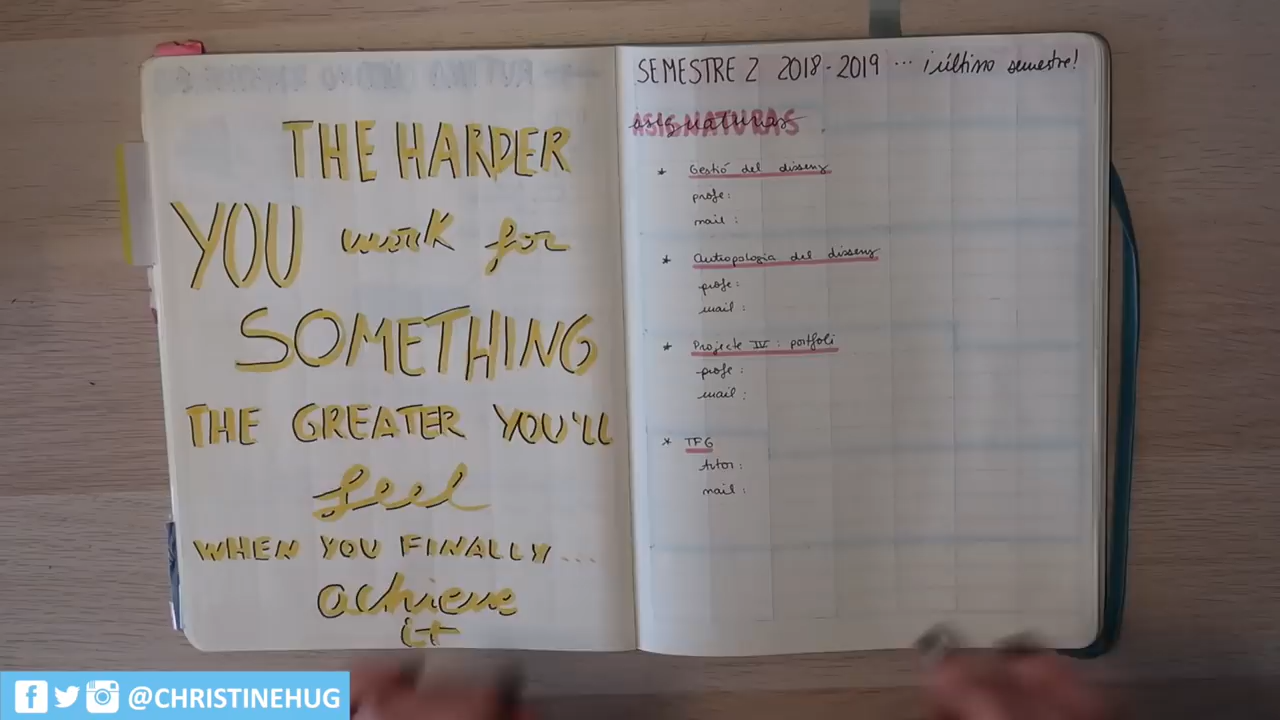 THE HARDER
YOU work for
SOMETHING
THE GREATER YOU'LL
feel
WHEN YOU FINALLY...
achieve
it
SEMESTRE 2 2018-2019 ... ¡último semestre!
ASIGNATURAS
asignaturas
* Gestió del disseny
profe:
mail:
* Antropologia del disseny
profe:
mail:
* Projecte IV: portfoli
profe:
mail:
* TFG
tutor:
mail:
@CHRISTINEHUG